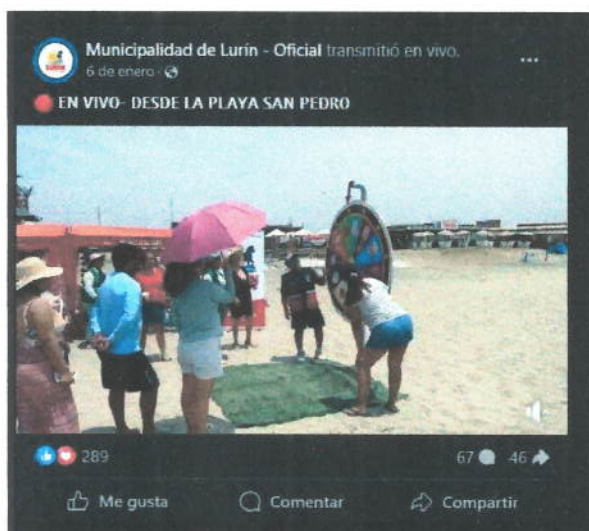 Municipalidad de Lurín - Oficial transmitió en vivo.
6 de enero ·
EN VIVO- DESDE LA PLAYA SAN PEDRO
289
67 46
Me gusta Comentar Compartir